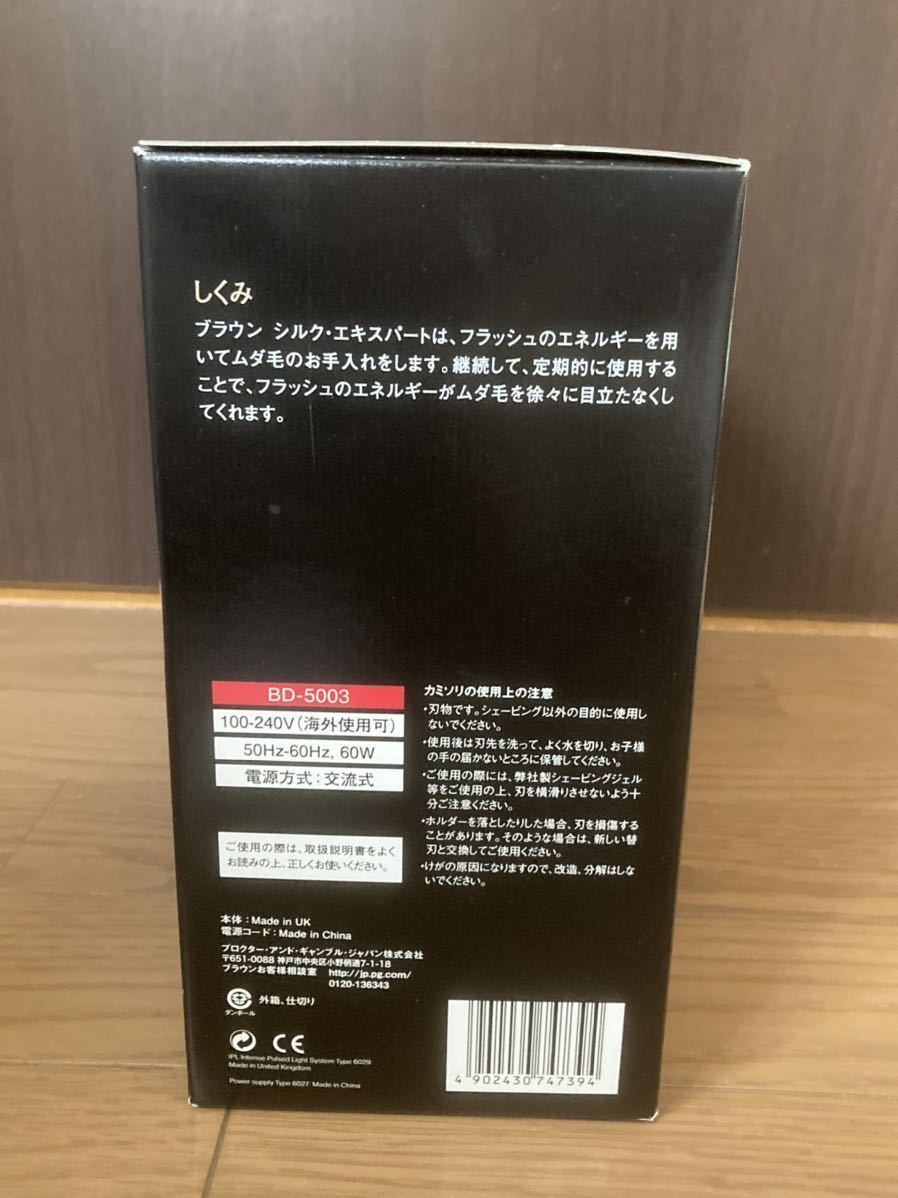 しくみ
ブラウン シルク・エキスパートは、フラッシュのエネルギーを用
いてムダ毛のお手入れをします。継続して、定期的に使用する
ことで、フラッシュのエネルギーがムダ毛を徐々に目立たなくし
てくれます。
BD-5003
100-240V(海外使用可)
50Hz-60Hz, 60W
電源方式:交流式
ご使用の際は、取扱説明書をよく
お読みの上、正しくお使いください。
カミソリの使用上の注意
・刃物です。シェービング以外の目的に使用し
ないでください。
・使用後は刃先を洗って、よく水を切り、お子様
の手の届かないところに保管してください。
・ご使用の際には、弊社製シェービングジェル
等をご使用の上、刃を横滑りさせないよう十
分ご注意ください。
・ホルダーを落としたりした場合、刃を損傷する
ことがあります。そのような場合は、新しい替
刃と交換してご使用ください。
・けがの原因になりますので、改造、分解はしな
いでください。
本体:Made in UK
電源コード:Made in China
プロクター・アンド・ギャンブル・ジャパン株式会社
〒651-0088 神戸市中央区小野柄通7-1-18
ブラウンお客様相談室 http://jp.pg.com/
0120-136343
外箱、仕切り
ダンボール
CE
IPL Intense Pulsed Light System Type 6029:
Made in United Kingdom
Power supply Type 6027: Made in China
4 902430 747394